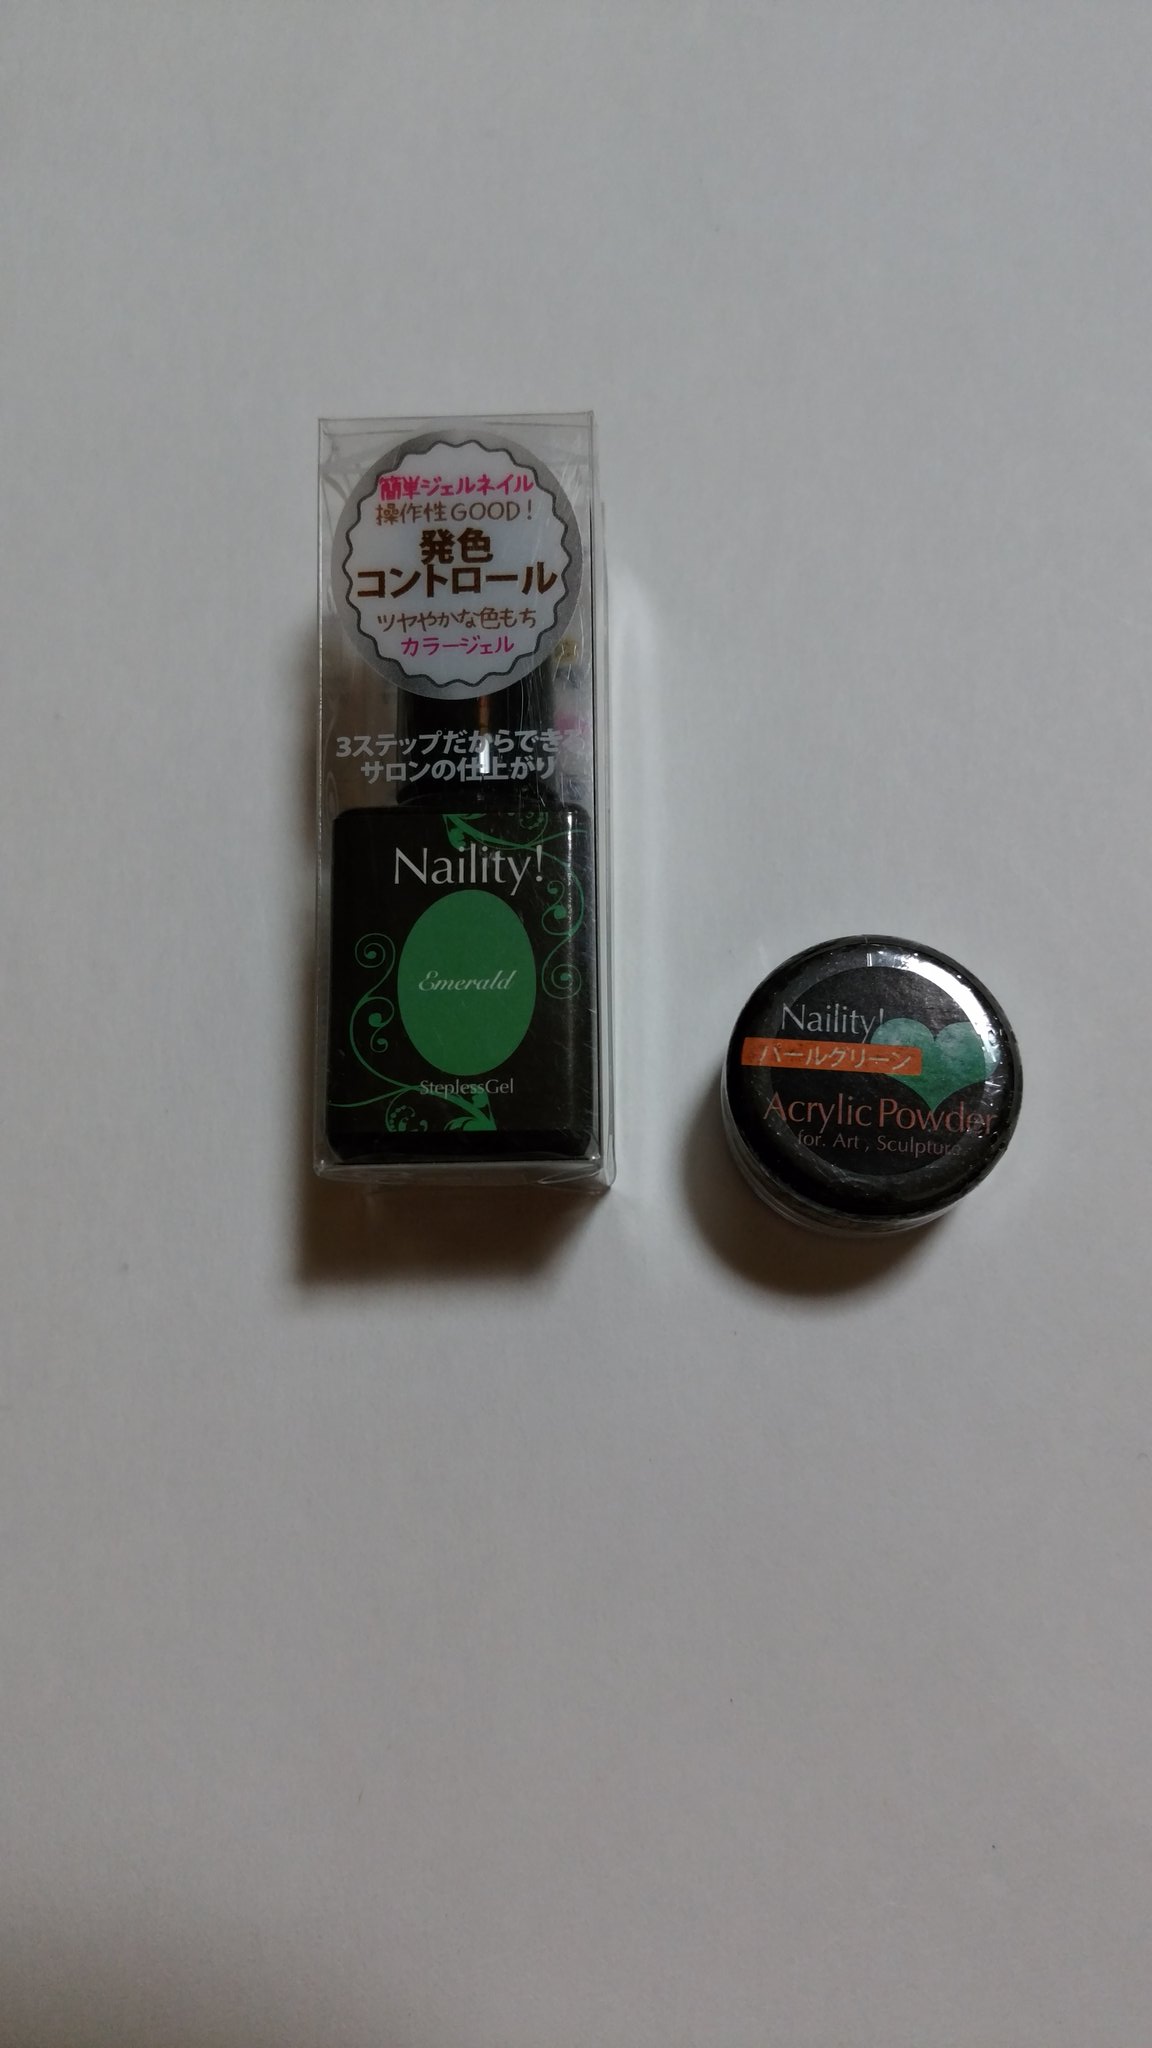 簡単ジェルネイル
操作性GOOD!
発色
コントロール
ツヤやかな色もち
カラージェル
3ステップだからできる
サロンの仕上がり
Naility!
Emerald
SteplessGel
Naility!
パールグリーン
Acrylic Powder
for. Art , Sculpture